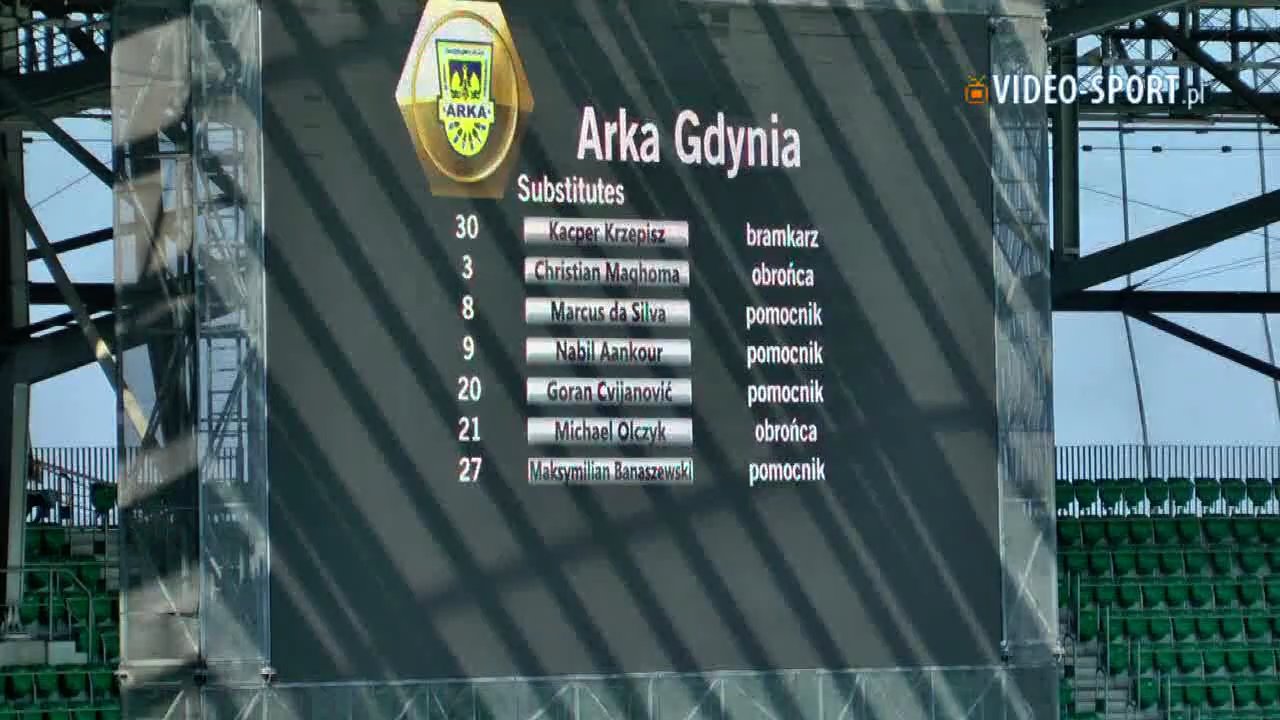 VIDEO-SPORT.pl
ARKA
Arka Gdynia
Substitutes
30 Kacper Krzepisz bramkarz
3 Christian Maghoma obrońca
8 Marcus da Silva pomocnik
9 Nabil Aankour pomocnik
20 Goran Cvijanović pomocnik
21 Michael Olczyk obrońca
27 Maksymilian Banaszewski pomocnik